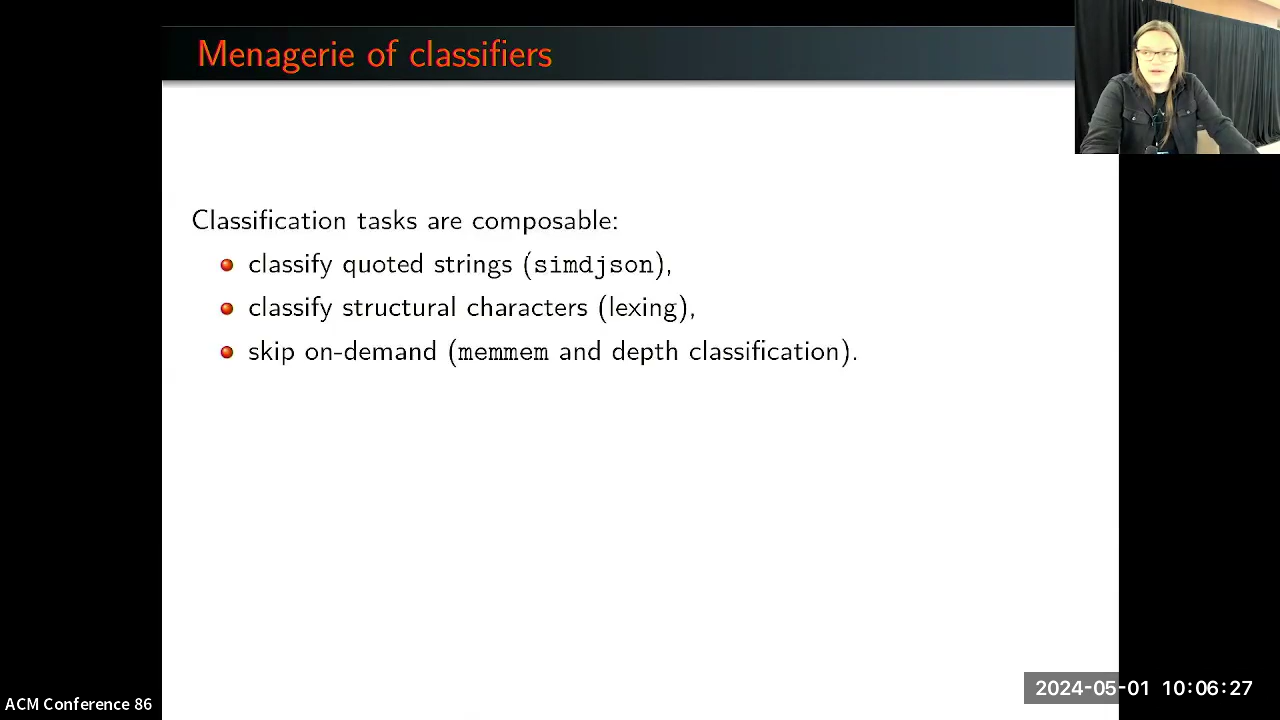 Menagerie of classifiers
Classification tasks are composable:
classify quoted strings (simdjson),
classify structural characters (lexing),
skip on-demand (memmem and depth classification).
ACM Conference 86
2024-05-01 10:06:27